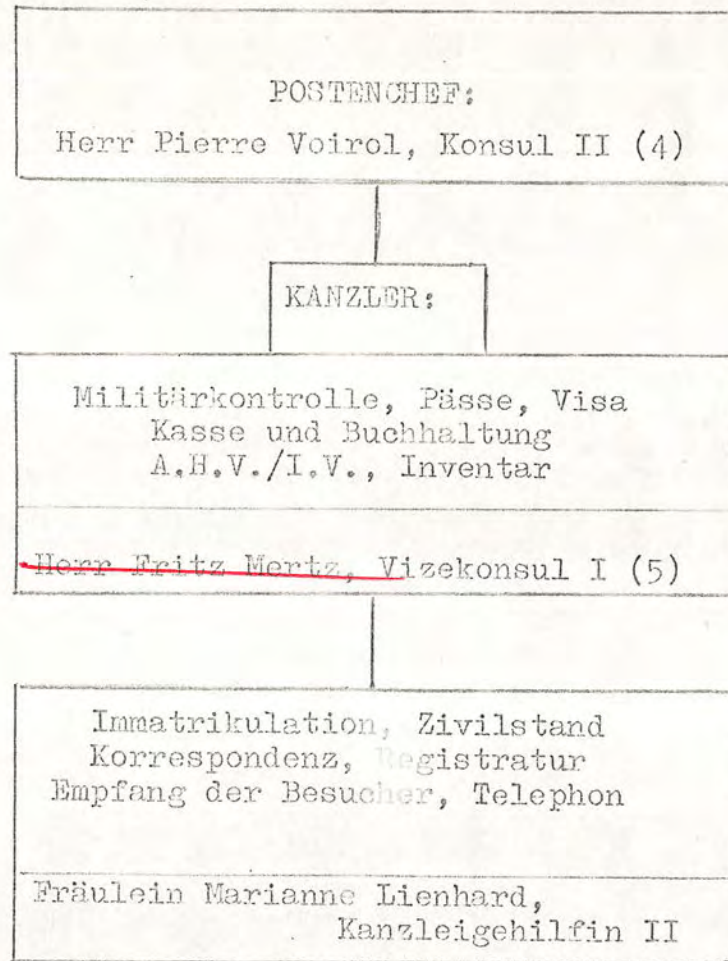 POSTENCHEF:
Herr Pierre Voirol, Konsul II (4)
KANZLER:
Militärkontrolle, Pässe, Visa
Kasse und Buchhaltung
A.H.V./I.V., Inventar
Herr Fritz Mertz, Vizekonsul I (5)
Immatrikulation, Zivilstand
Korrespondenz, Registratur
Empfang der Besucher, Telephon
Fräulein Marianne Lienhard,
Kanzleigehilfin II